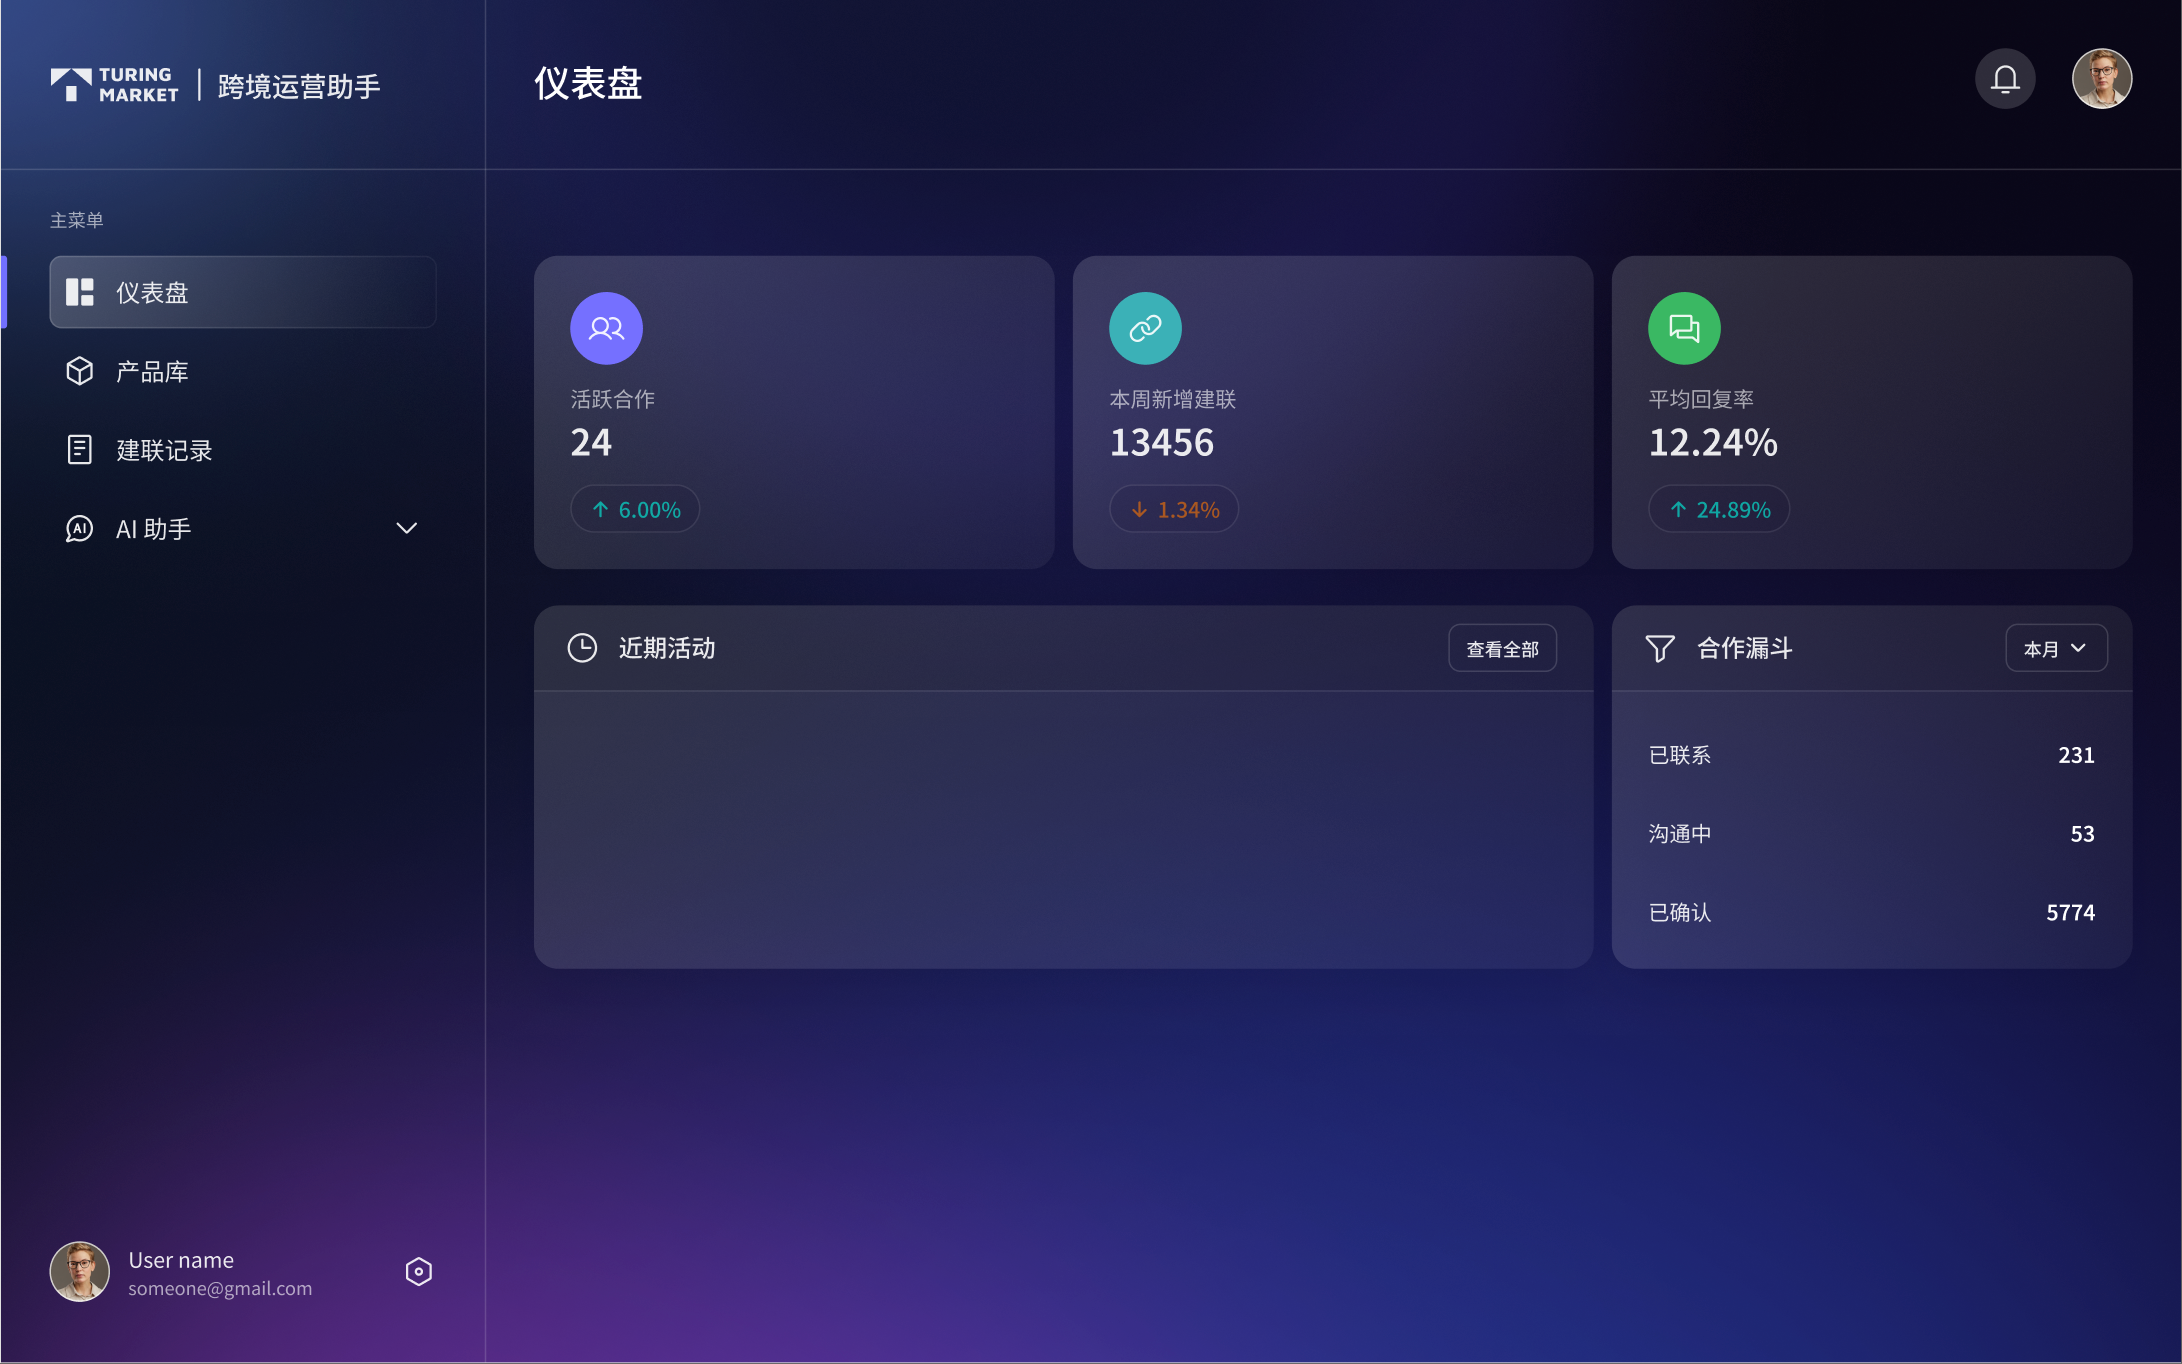 TURING
MARKET
跨境运营助手
仪表盘
主菜单
仪表盘
产品库
建联记录
AI 助手
活跃合作
24
6.00%
本周新增建联
13456
1.34%
平均回复率
12.24%
24.89%
近期活动
查看全部
合作漏斗
本月
已联系 231
沟通中 53
已确认 5774
User name
someone@gmail.com